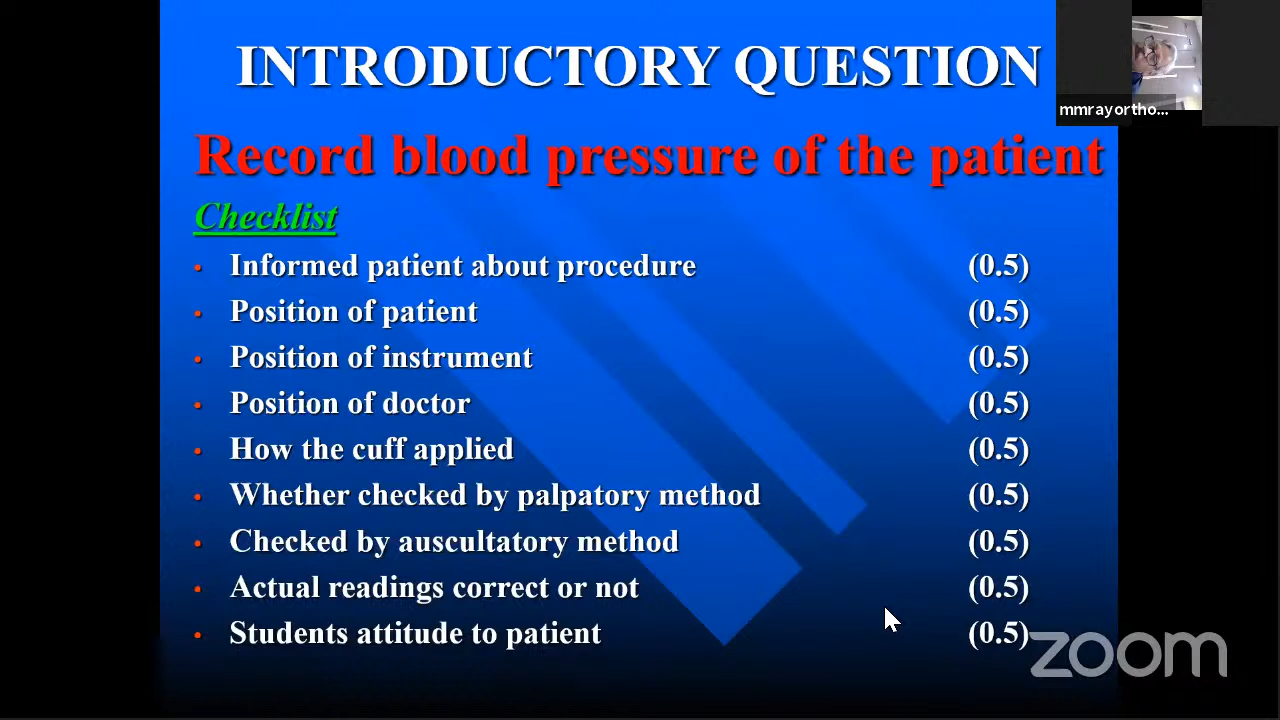 INTRODUCTORY QUESTION
mmrayortho...
Record blood pressure of the patient
Checklist
• Informed patient about procedure (0.5)
• Position of patient (0.5)
• Position of instrument (0.5)
• Position of doctor (0.5)
• How the cuff applied (0.5)
• Whether checked by palpatory method (0.5)
• Checked by auscultatory method (0.5)
• Actual readings correct or not (0.5)
• Students attitude to patient (0.5)
zoom